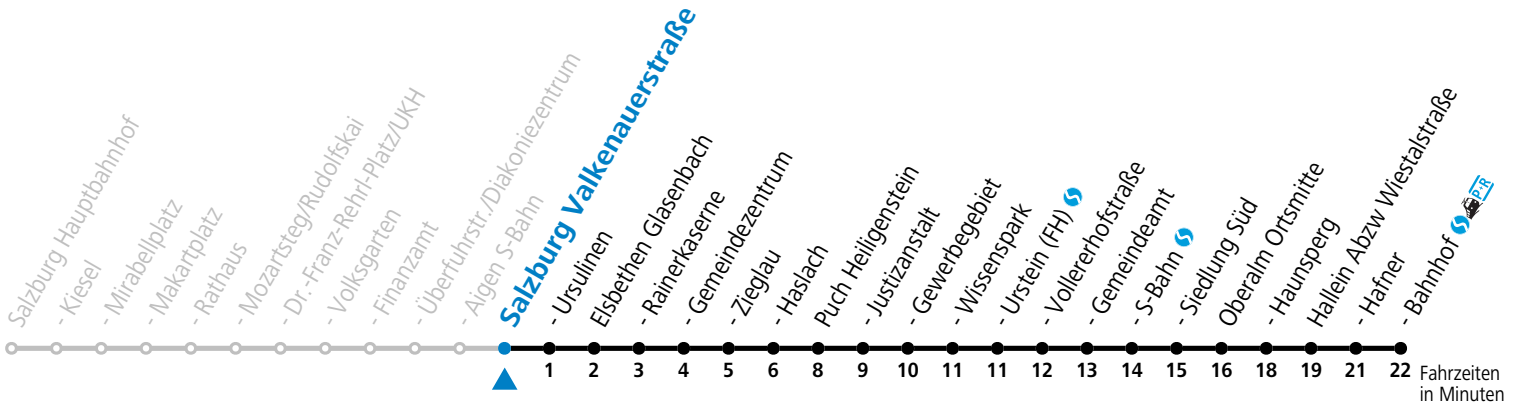 Salzburg Hauptbahnhof
- Kiesel
- Mirabellplatz
- Makartplatz
- Rathaus
- Mozartsteg/Rudolfskai
- Dr.-Franz-Rehrl-Platz/UKH
- Volksgarten
- Finanzamt
- Überfuhrstr./Diakoniezentrum
- Aigen S-Bahn
Salzburg Valkenauerstraße
- Ursulinen
Elsbethen Glasenbach
- Rainerkaserne
- Gemeindezentrum
- Zieglau
- Haslach
Puch Heiligenstein
- Justizanstalt
- Gewerbegebiet
- Wissenspark
- Urstein (FH)
- Vollererhofstraße
- Gemeindeamt
- S-Bahn
- Siedlung Süd
Oberalm Ortsmitte
- Haunsperg
Hallein Abzw Wiestalstraße
- Hafner
- Bahnhof P+R
1 2 3 4 5 6 8 9 10 11 11 12 13 14 15 16 18 19 21 22
Fahrzeiten
in Minuten